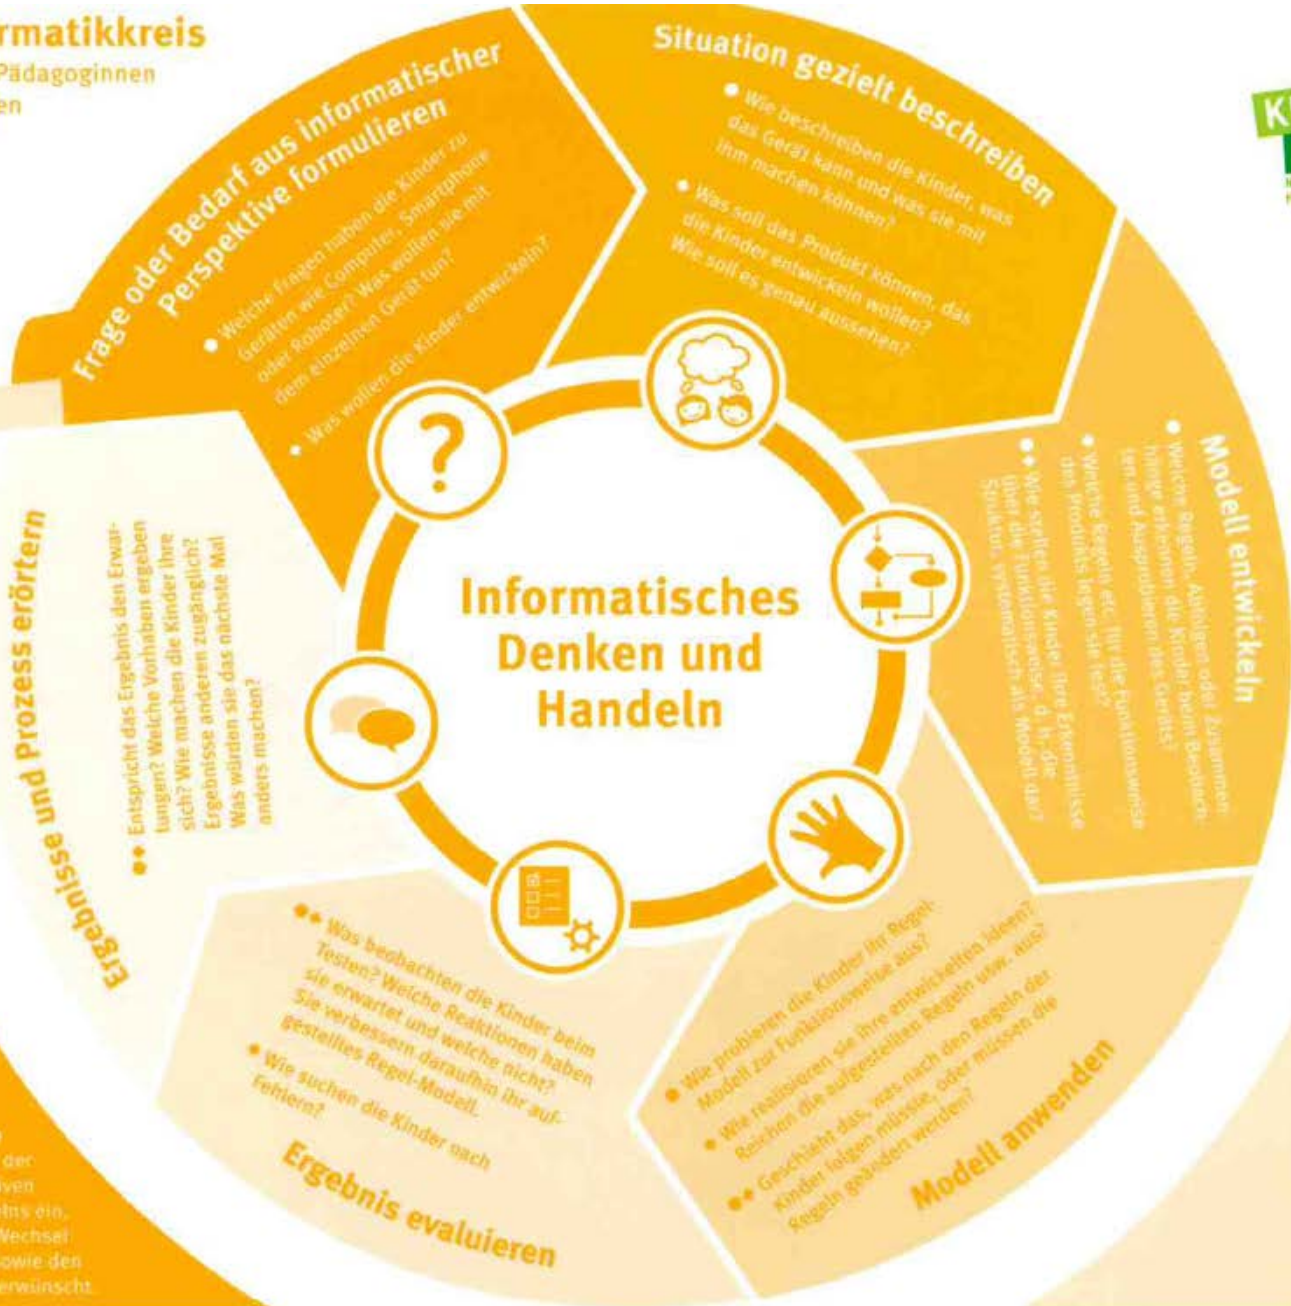 rmatikkreis
Pädagoginnen
en
Frage oder Bedarf aus informatischer
Perspektive formulieren
● Welche Fragen haben die Kinder zu
Geräten wie Computer, Smartphone
oder Roboter? Was wollen sie mit
dem einzelnen Gerät tun?
● Was wollen die Kinder entwickeln?
Situation gezielt beschreiben
● Wie beschreiben die Kinder, was
das Gerät kann und was sie mit
ihm machen können?
● Was soll das Produkt können, das
die Kinder entwickeln wollen?
Wie soll es genau aussehen?
Modell entwickeln
● Welche Regeln, Abfolgen oder Zusammen-
hänge erkennen die Kinder beim Beobach-
ten und Ausprobieren des Geräts?
◆ Welche Regeln etc. für die Funktionsweise
des Produkts legen sie fest?
●◆ Wie stellen die Kinder ihre Erkenntnisse
über die Funktionsweise, d. h. die
Struktur, systematisch als Modell dar?
Modell anwenden
● Wie probieren die Kinder ihr Regel-
Modell zur Funktionsweise aus?
◆ Wie realisieren sie ihre entwickelten Ideen?
Reichen die aufgestellten Regeln usw. aus?
●◆ Geschieht das, was nach den Regeln der
Kinder folgen müsste, oder müssen die
Regeln geändert werden?
Ergebnis evaluieren
●◆ Was beobachten die Kinder beim
Testen? Welche Reaktionen haben
sie erwartet und welche nicht?
Sie verbessern daraufhin ihr auf-
gestelltes Regel-Modell.
◆ Wie suchen die Kinder nach
Fehlern?
Ergebnisse und Prozess erörtern
●◆ Entspricht das Ergebnis den Erwar-
tungen? Welche Vorhaben ergeben
sich? Wie machen die Kinder ihre
Ergebnisse anderen zugänglich?
Was würden sie das nächste Mal
anders machen?
Informatisches
Denken und
Handeln
K
der
iven
elns ein,
Wechsel
owie den
erwünscht.